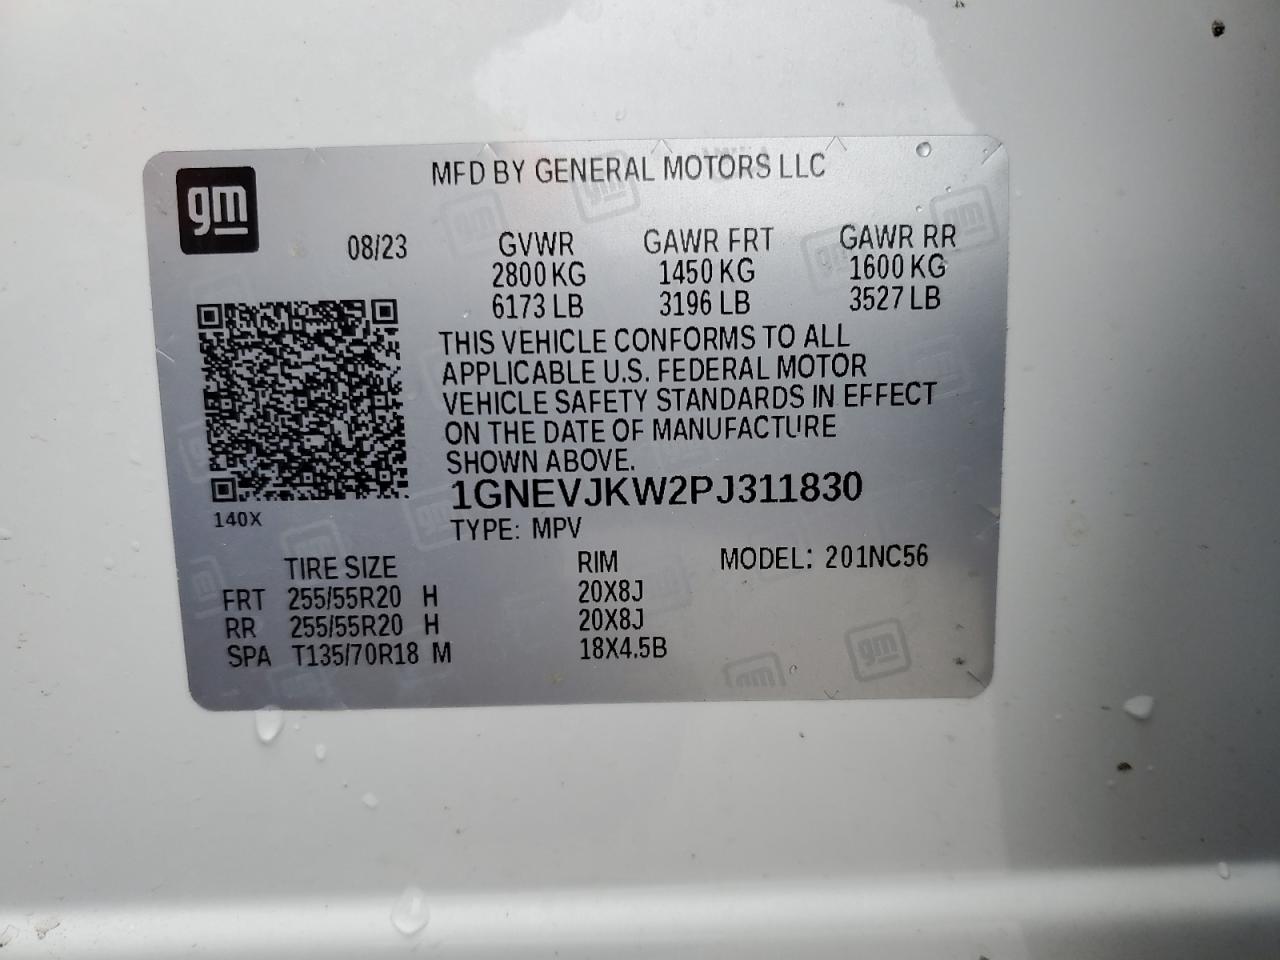 gm
MFD BY GENERAL MOTORS LLC
08/23 GVWR GAWR FRT GAWR RR
2800 KG 1450 KG 1600 KG
6173 LB 3196 LB 3527 LB
THIS VEHICLE CONFORMS TO ALL
APPLICABLE U.S. FEDERAL MOTOR
VEHICLE SAFETY STANDARDS IN EFFECT
ON THE DATE OF MANUFACTURE
SHOWN ABOVE.
1GNEVJKW2PJ311830
140X
TYPE: MPV
TIRE SIZE RIM MODEL: 201NC56
FRT 255/55R20 H 20X8J
RR 255/55R20 H 20X8J
SPA T135/70R18 M 18X4.5B
gm